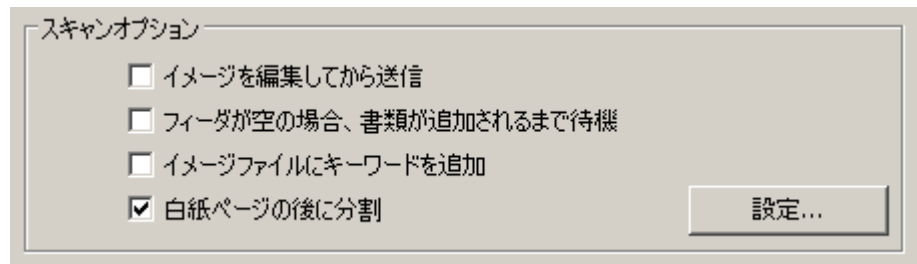 スキャンオプション
イメージを編集してから送信
フィーダが空の場合、書類が追加されるまで待機
イメージファイルにキーワードを追加
白紙ページの後に分割
設定...